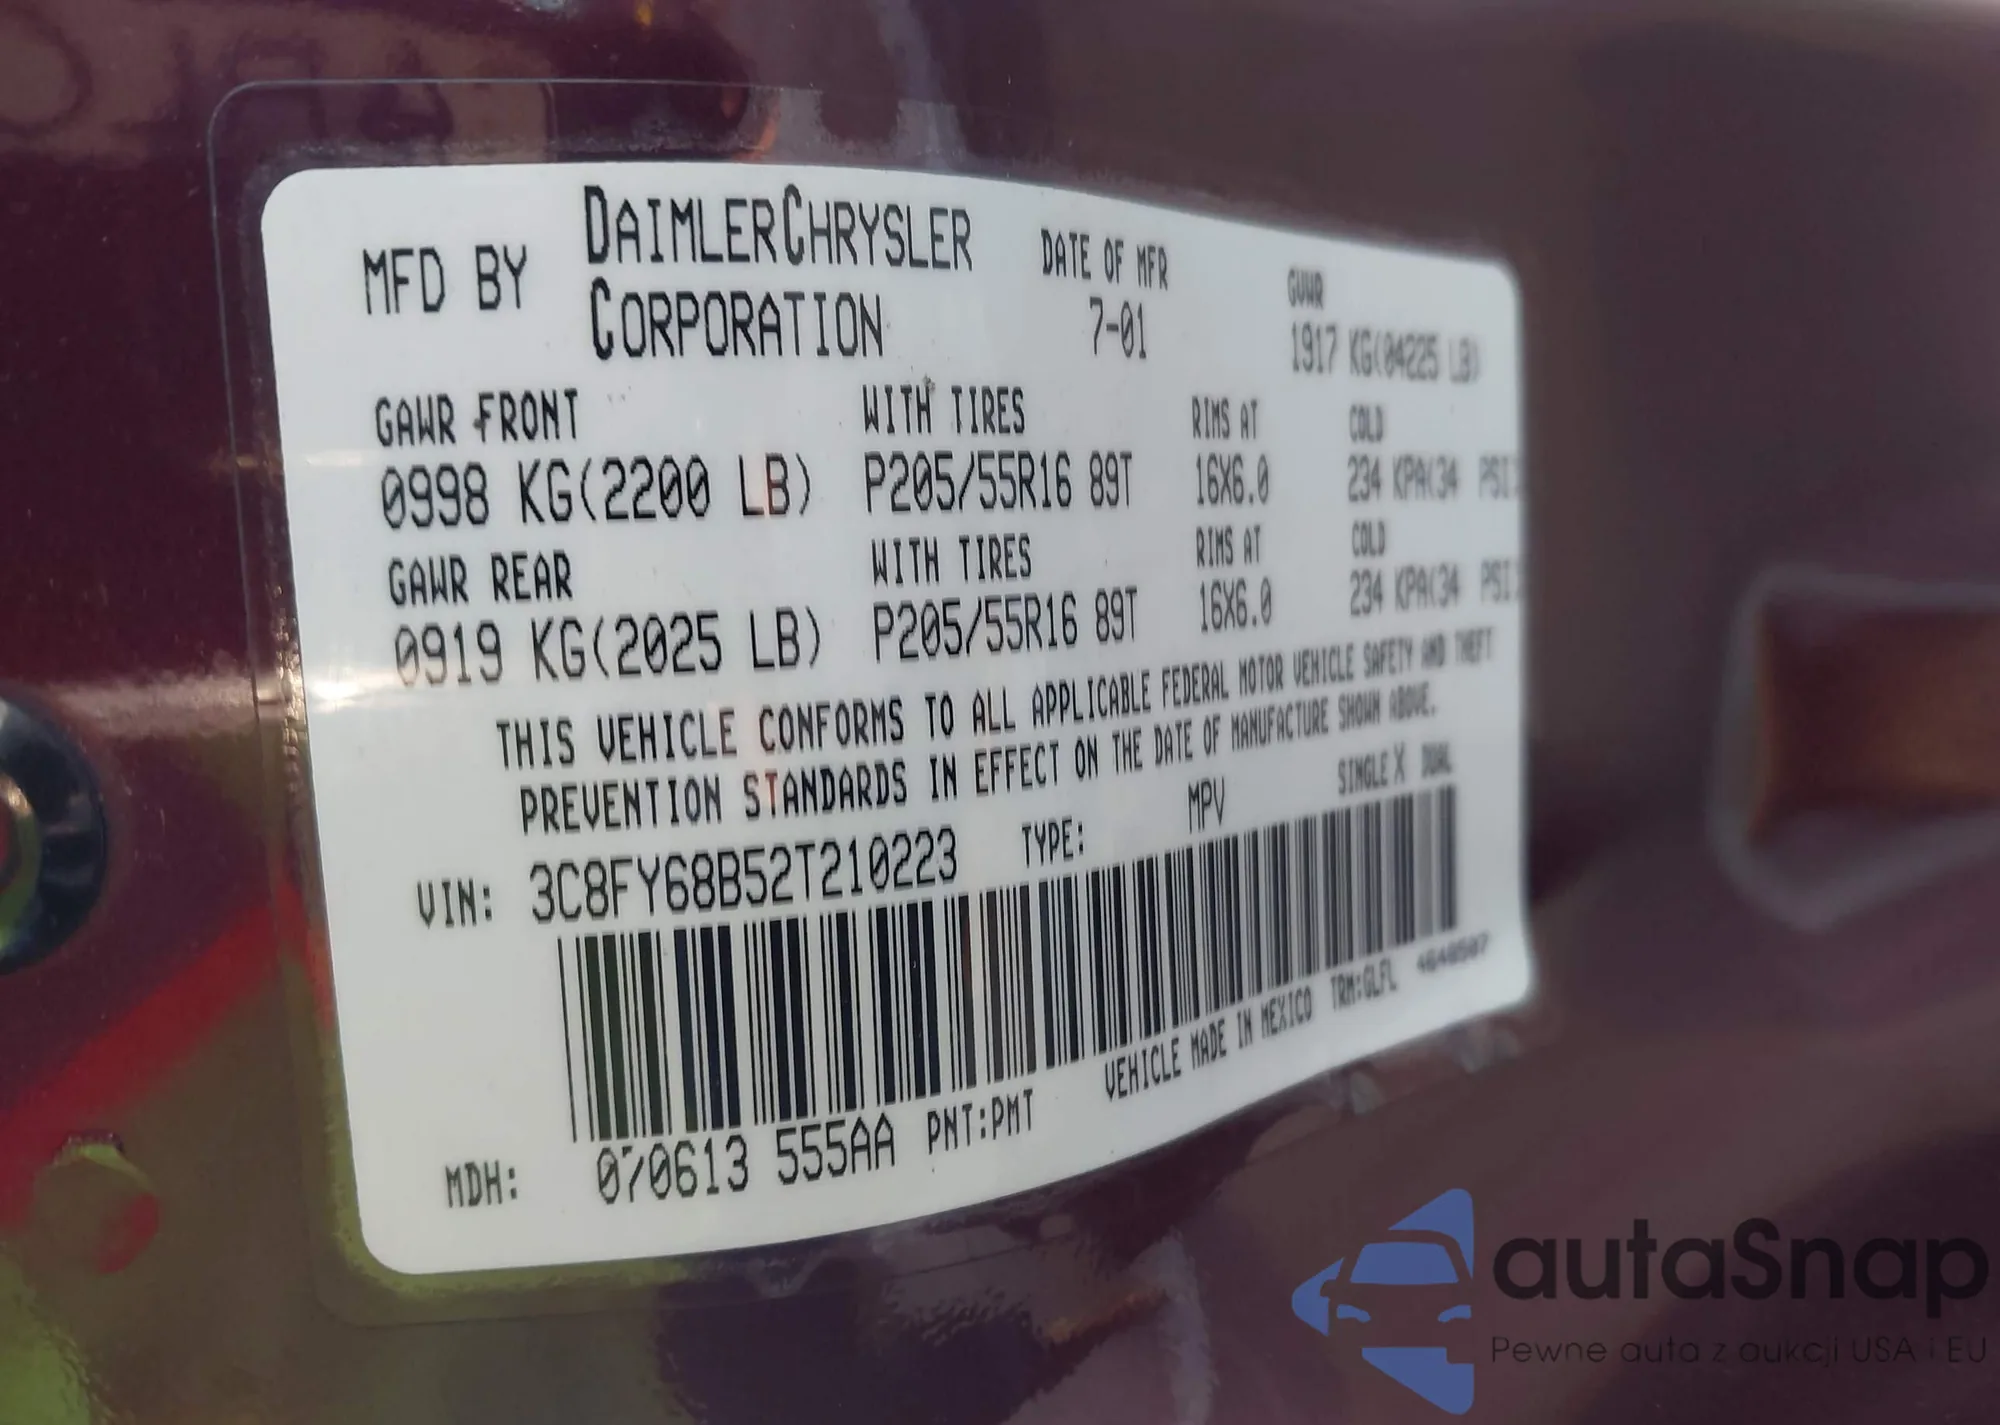 MFD BY DAIMLERCHRYSLER CORPORATION
DATE OF MFR
7-01
GVWR
1917 KG(04225 LB)
GAWR FRONT WITH TIRES RIMS AT COLD
0998 KG(2200 LB) P205/55R16 89T 16X6.0 234 KPA(34 PSI)
GAWR REAR WITH TIRES RIMS AT COLD
0919 KG(2025 LB) P205/55R16 89T 16X6.0 234 KPA(34 PSI)
THIS VEHICLE CONFORMS TO ALL APPLICABLE FEDERAL MOTOR VEHICLE SAFETY AND THEFT
PREVENTION STANDARDS IN EFFECT ON THE DATE OF MANUFACTURE SHOWN ABOVE.
VIN: 3C8FY68B52T210223 TYPE: MPV SINGLE X DUAL
MDH: 070613 555AA PNT:PMT VEHICLE MADE IN MEXICO TRM:GLFL 4648507
autaSnap
Pewne auta z aukcji USA i EU